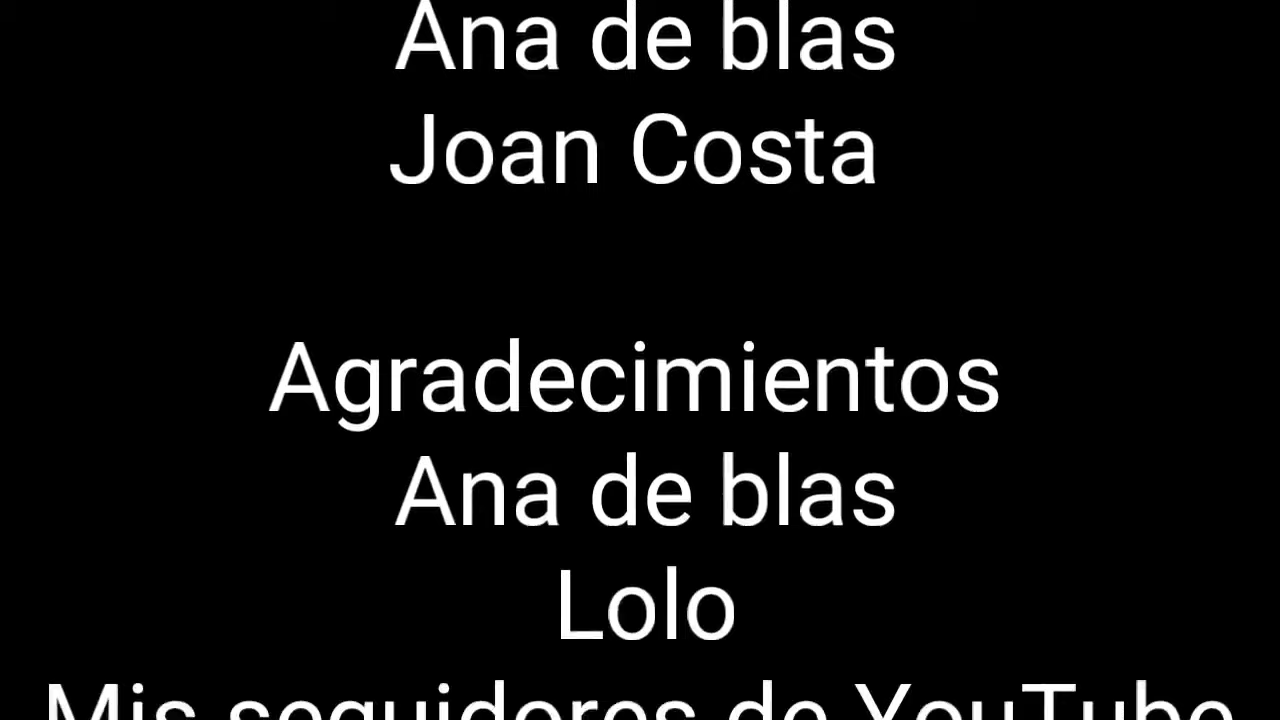 Ana de blas
Joan Costa
Agradecimientos
Ana de blas
Lolo
Mis seguidores de YouTube